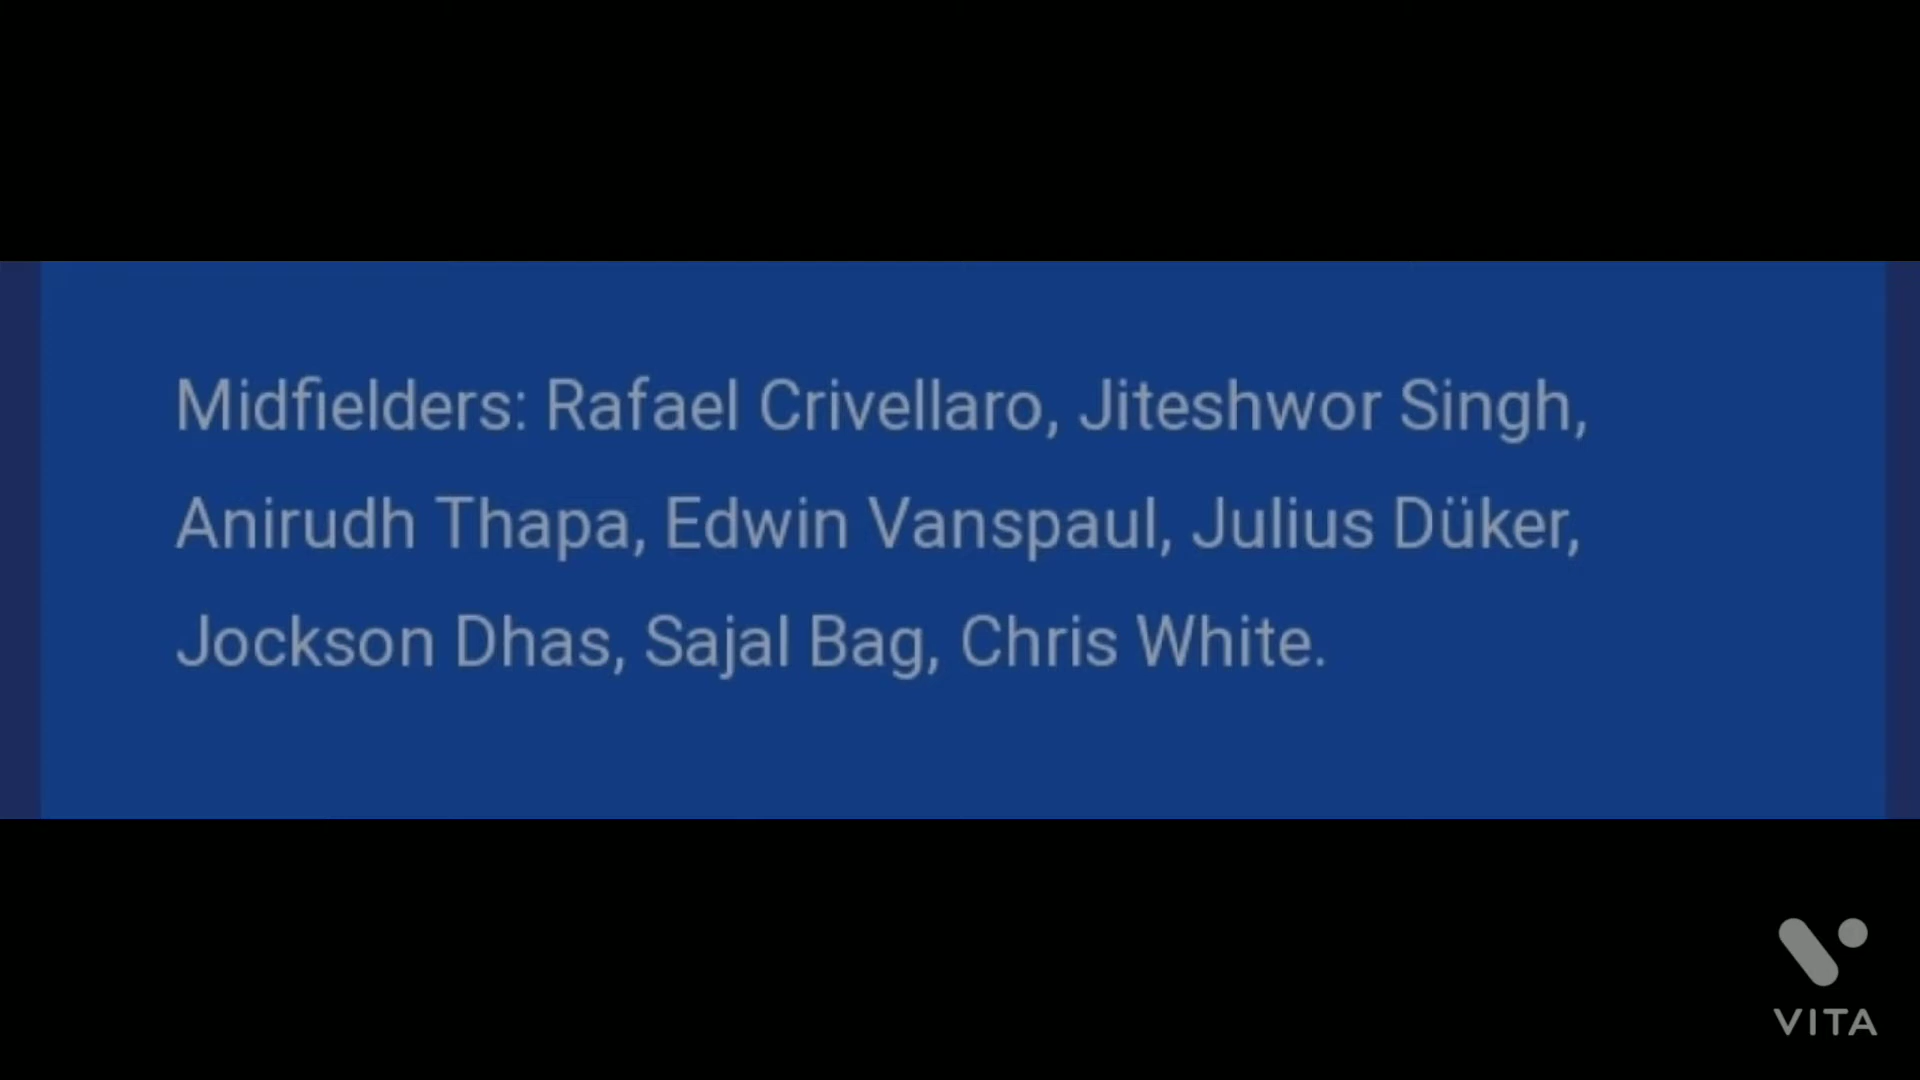 Midfielders: Rafael Crivellaro, Jiteshwor Singh,
Anirudh Thapa, Edwin Vanspaul, Julius Düker,
Jockson Dhas, Sajal Bag, Chris White.
VITA